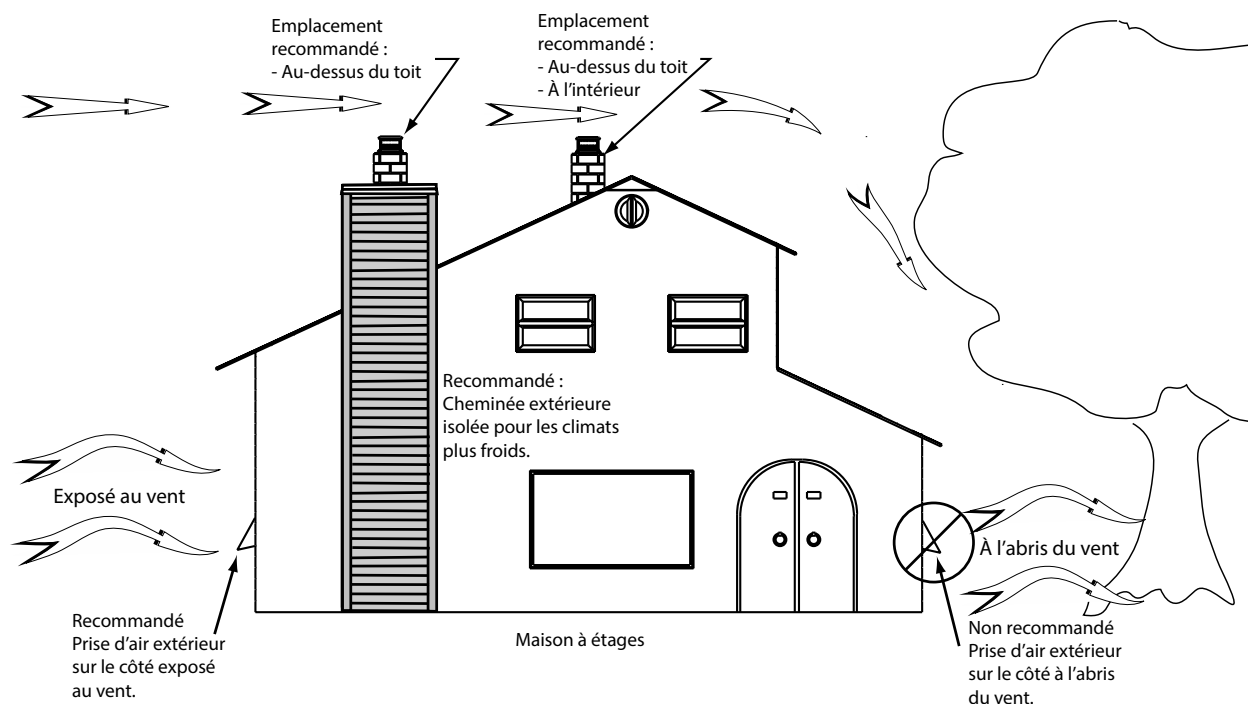 Emplacement
recommandé :
- Au-dessus du toit
Emplacement
recommandé :
- Au-dessus du toit
- À l'intérieur
Recommandé :
Cheminée extérieure
isolée pour les climats
plus froids.
Exposé au vent
À l'abris du vent
Recommandé
Prise d'air extérieur
sur le côté exposé
au vent.
Maison à étages
Non recommandé
Prise d'air extérieur
sur le côté à l'abris
du vent.